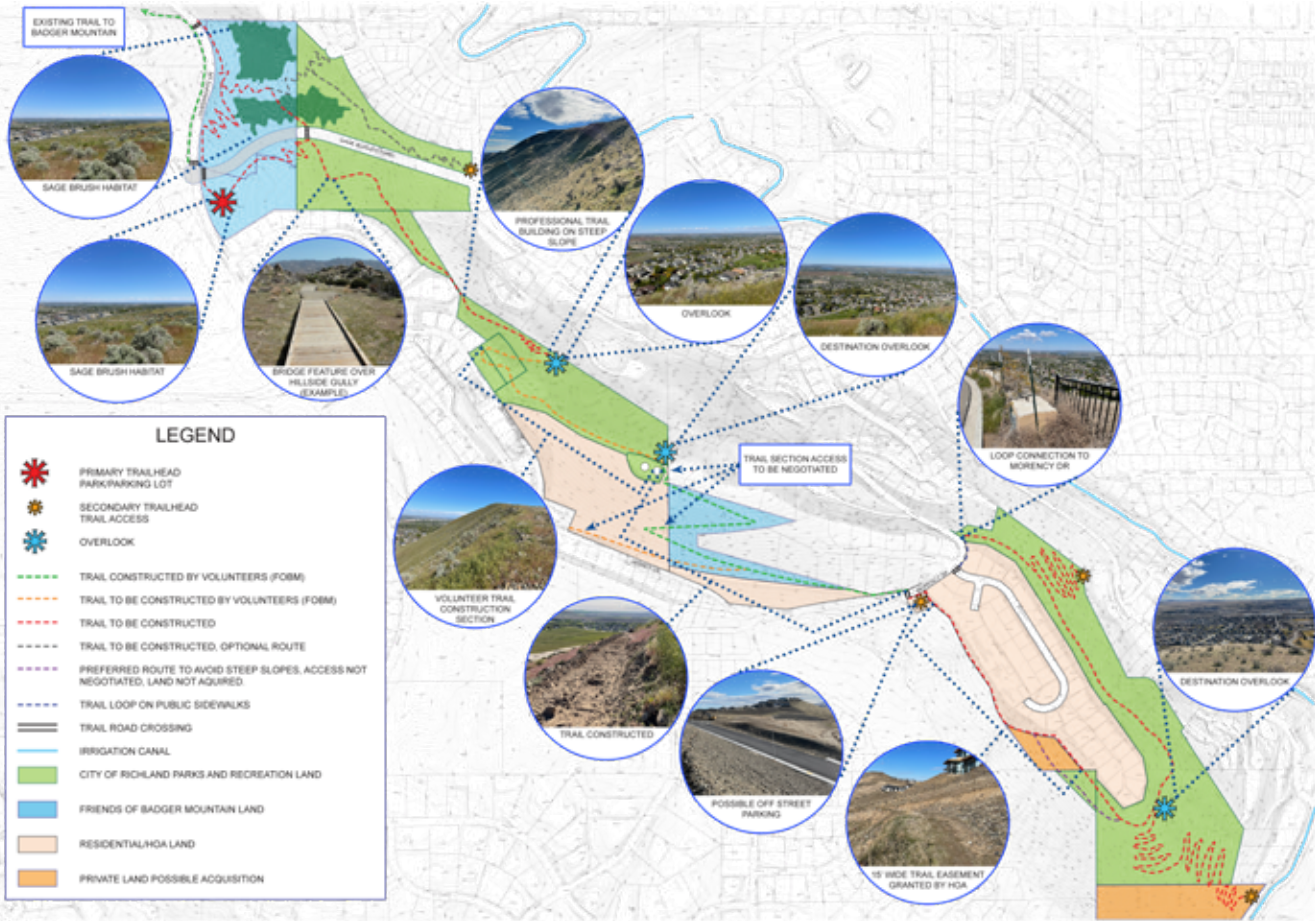 EXISTING TRAIL TO
BADGER MOUNTAIN
SAGE BRUSH HABITAT
SAGE BRUSH HABITAT
BRIDGE FEATURE OVER
HILLSIDE GULLY
(EXAMPLE)
PROFESSIONAL TRAIL
BUILDING ON STEEP
SLOPE
OVERLOOK
DESTINATION OVERLOOK
LOOP CONNECTION TO
MORENCY DR
TRAIL SECTION ACCESS
TO BE NEGOTIATED
VOLUNTEER TRAIL
CONSTRUCTION
SECTION
TRAIL CONSTRUCTED
POSSIBLE OFF STREET
PARKING
15' WIDE TRAIL EASEMENT
GRANTED BY HOA
DESTINATION OVERLOOK
LEGEND
PRIMARY TRAILHEAD
PARK/PARKING LOT
SECONDARY TRAILHEAD
TRAIL ACCESS
OVERLOOK
TRAIL CONSTRUCTED BY VOLUNTEERS (FOBM)
TRAIL TO BE CONSTRUCTED BY VOLUNTEERS (FOBM)
TRAIL TO BE CONSTRUCTED
TRAIL TO BE CONSTRUCTED, OPTIONAL ROUTE
PREFERRED ROUTE TO AVOID STEEP SLOPES, ACCESS NOT
NEGOTIATED, LAND NOT AQUIRED.
TRAIL LOOP ON PUBLIC SIDEWALKS
TRAIL ROAD CROSSING
IRRIGATION CANAL
CITY OF RICHLAND PARKS AND RECREATION LAND
FRIENDS OF BADGER MOUNTAIN LAND
RESIDENTIAL/HOA LAND
PRIVATE LAND POSSIBLE ACQUISITION